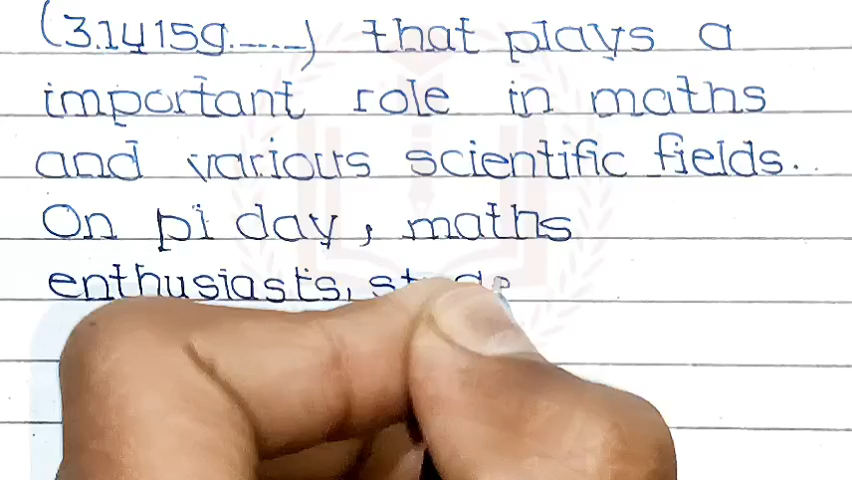 (3.14159.....) that plays a
important role in maths
and various scientific fields..
On pi day, maths
enthusiasts,